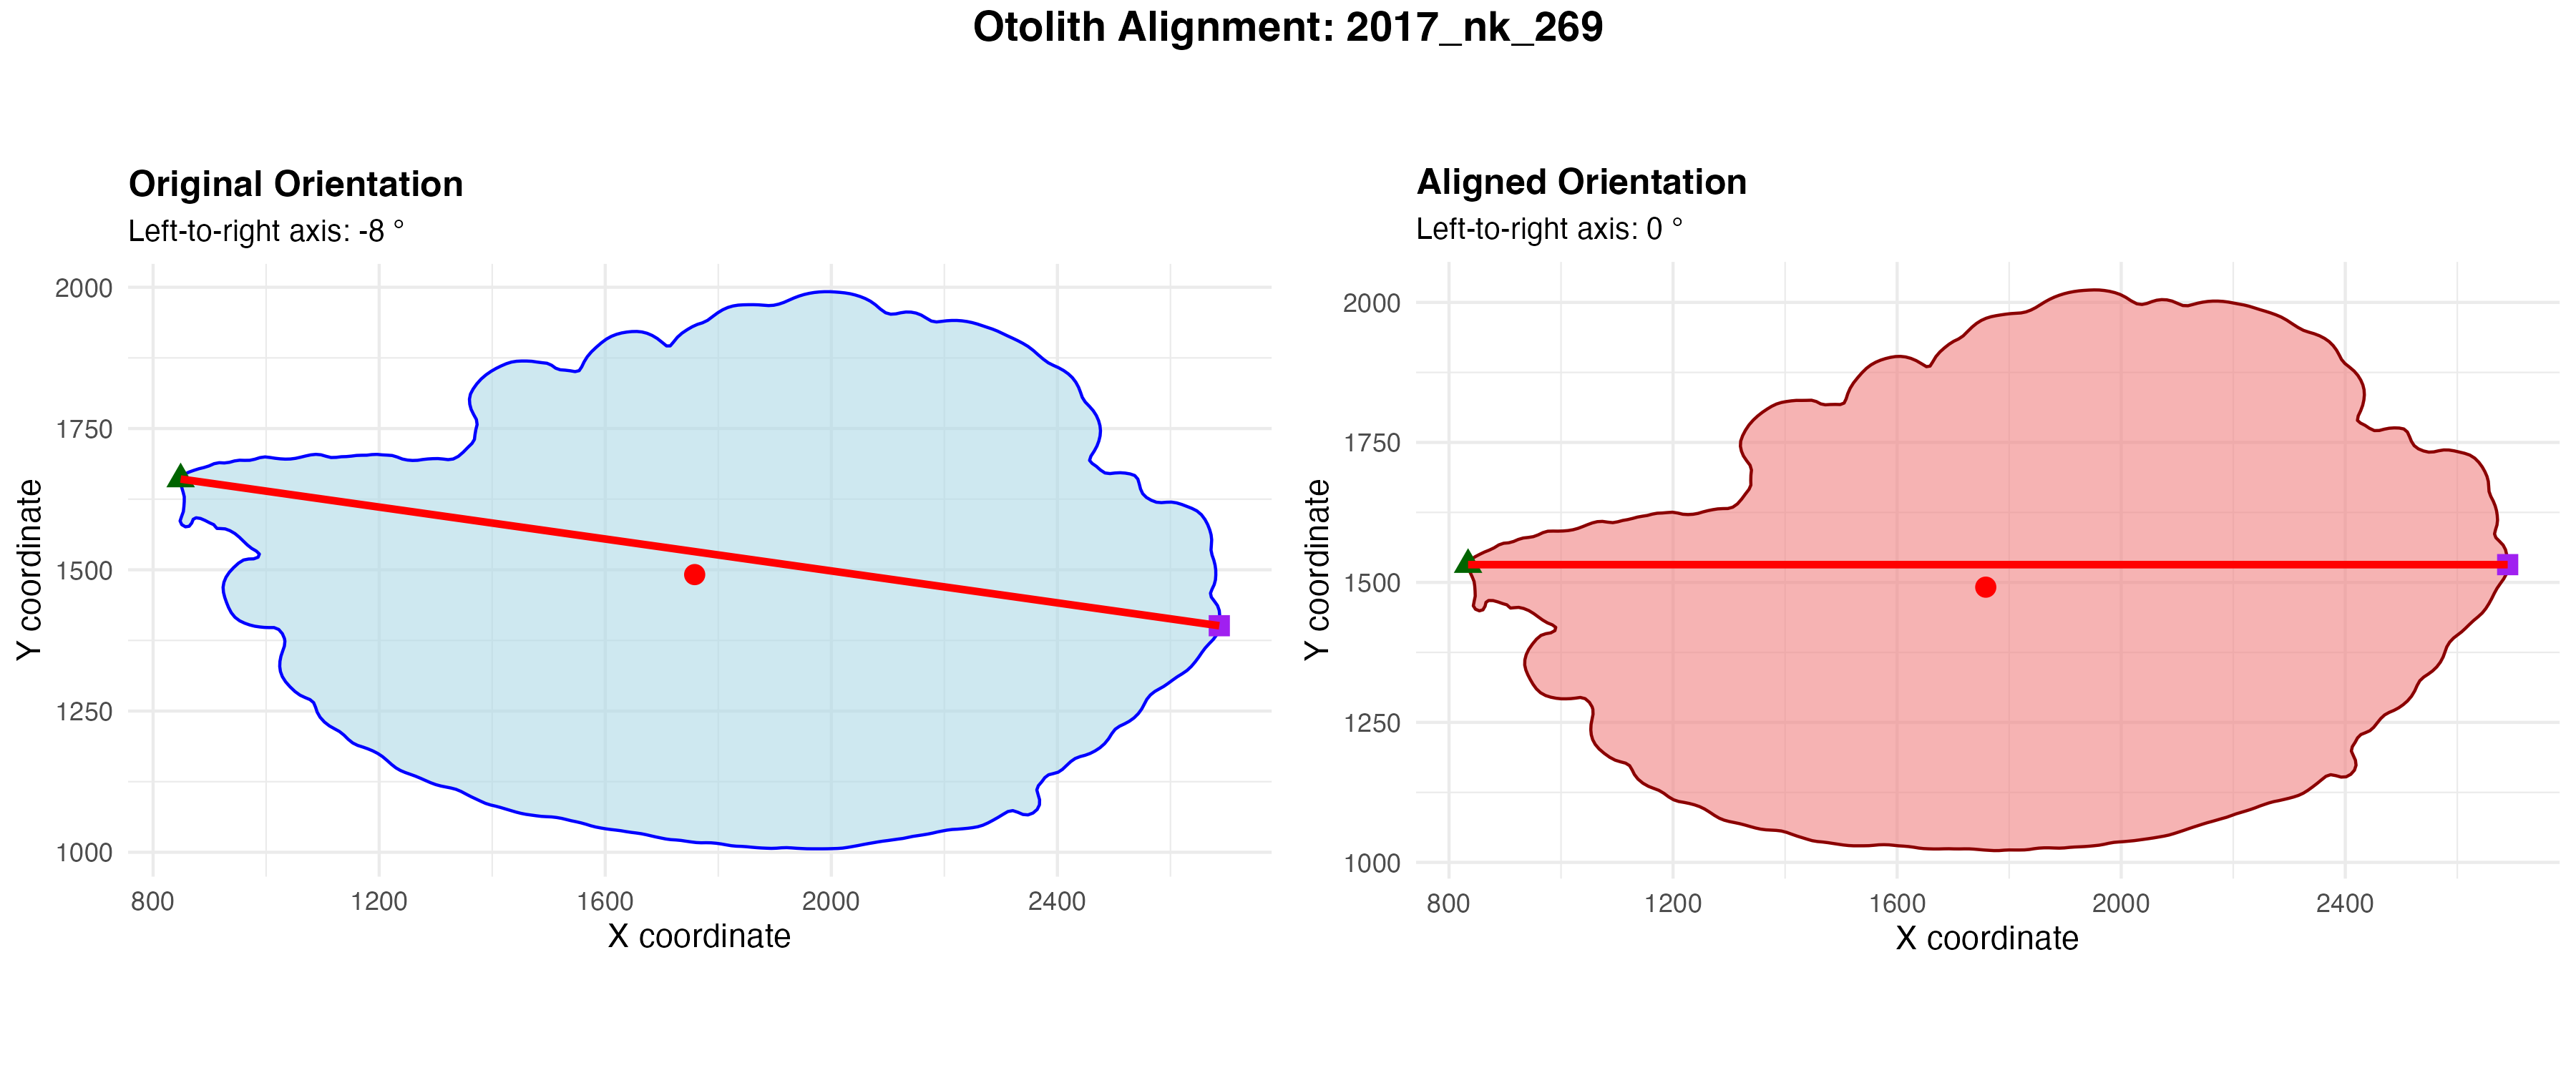 Otolith Alignment: 2017_nk_269
Original Orientation
Left-to-right axis: -8 °
2000
1750
1500
1250
1000
Y coordinate
800
1200
1600
2000
2400
X coordinate
Aligned Orientation
Left-to-right axis: 0 °
2000
1750
1500
1250
1000
Y coordinate
800
1200
1600
2000
2400
X coordinate